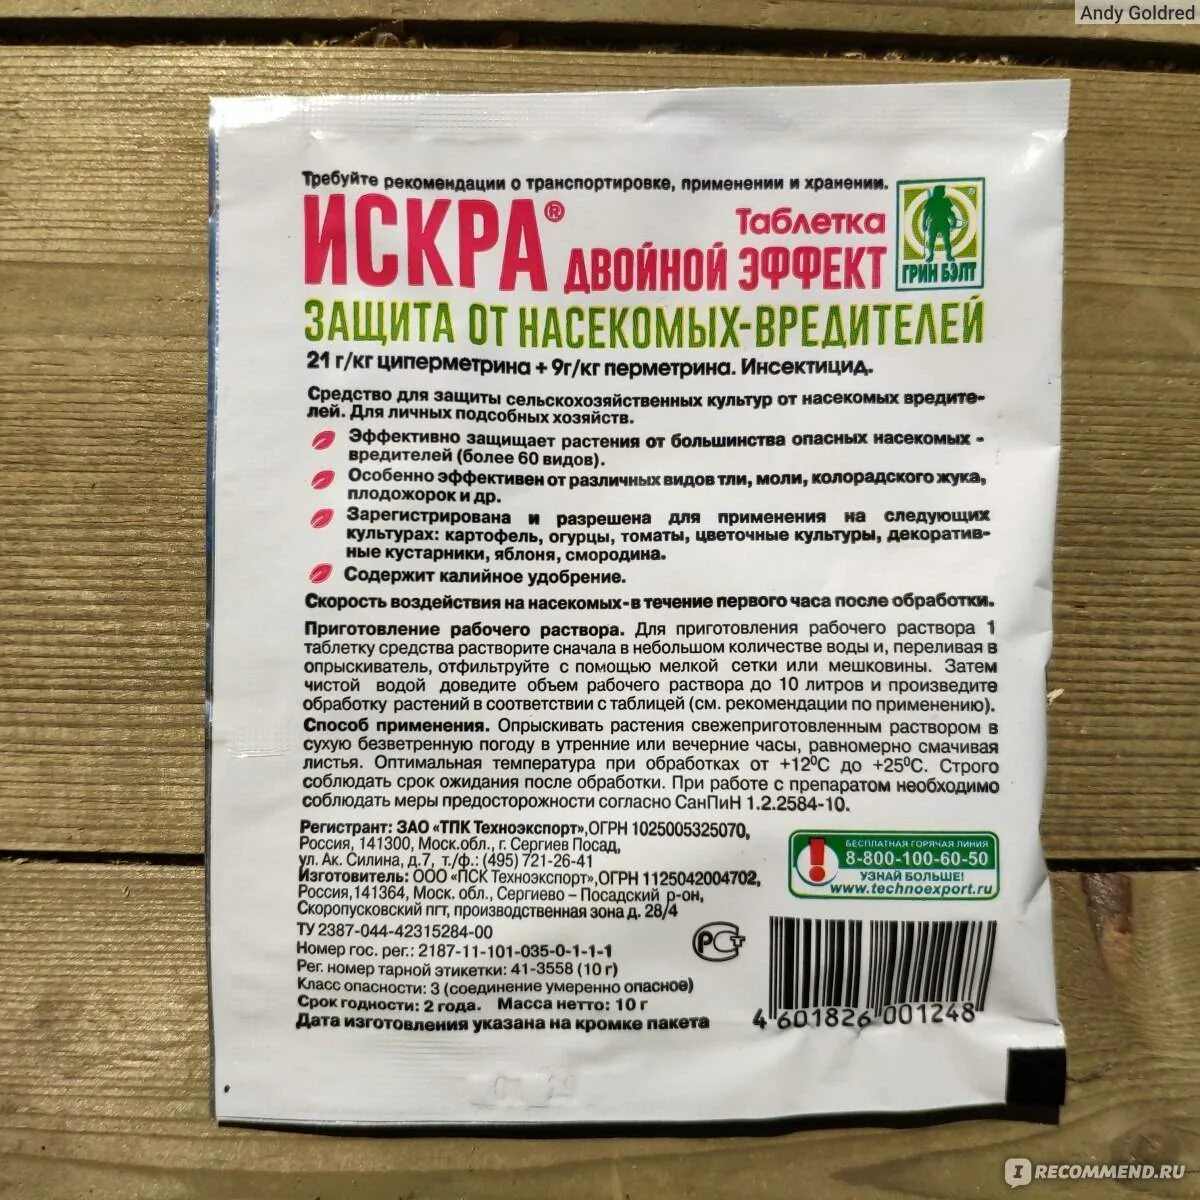 Andy Goldred
Требуйте рекомендации о транспортировке, применении и хранении.
ИСКРА®
Таблетка
ДВОЙНОЙ ЭФФЕКТ
ГРИН БЭЛТ
ЗАЩИТА ОТ НАСЕКОМЫХ-ВРЕДИТЕЛЕЙ
21 г/кг циперметрина + 9г/кг перметрина. Инсектицид.
Средство для защиты сельскохозяйственных культур от насекомых вредите-
лей. Для личных подсобных хозяйств.
Эффективно защищает растения от большинства опасных насекомых -
вредителей (более 60 видов).
Особенно эффективен от различных видов тли, моли, колорадского жука,
плодожорок и др.
Зарегистрирована и разрешена для применения на следующих
культурах: картофель, огурцы, томаты, цветочные культуры, декоратив-
ные кустарники, яблоня, смородина.
Содержит калийное удобрение.
Скорость воздействия на насекомых-в течение первого часа после обработки.
Приготовление рабочего раствора. Для приготовления рабочего раствора 1
таблетку средства растворите сначала в небольшом количестве воды и, переливая в
опрыскиватель, отфильтруйте с помощью мелкой сетки или мешковины. Затем
чистой водой доведите объем рабочего раствора до 10 литров и произведите
обработку растений в соответствии с таблицей (см. рекомендации по применению).
Способ применения. Опрыскивать растения свежеприготовленным раствором в
сухую безветренную погоду в утренние или вечерние часы, равномерно смачивая
листья. Оптимальная температура при обработках от +12⁰С до +25⁰С. Строго
соблюдать срок ожидания после обработки. При работе с препаратом необходимо
соблюдать меры предосторожности согласно СанПиН 1.2.2584-10.
Регистрант: ЗАО «ТПК Техноэкспорт», ОГРН 1025005325070,
Россия, 141300, Моск.обл., г. Сергиев Посад,
ул. Ак. Силина, д.7, т./ф.: (495) 721-26-41
Изготовитель: ООО «ПСК Техноэкспорт», ОГРН 1125042004702,
Россия,141364, Моск. обл., Сергиево – Посадский р-он,
Скоропусковский пгт, производственная зона д. 28/4
ТУ 2387-044-42315284-00
Номер гос. рег.: 2187-11-101-035-0-1-1-1
Рег. номер тарной этикетки: 41-3558 (10 г)
Класс опасности: 3 (соединение умеренно опасное)
Срок годности: 2 года. Масса нетто: 10 г
Дата изготовления указана на кромке пакета
БЕСПЛАТНАЯ ГОРЯЧАЯ ЛИНИЯ
8-800-100-60-50
УЗНАЙ БОЛЬШЕ!
www.technoexport.ru
РСТ
4 601826 001248
IRECOMMEND.RU